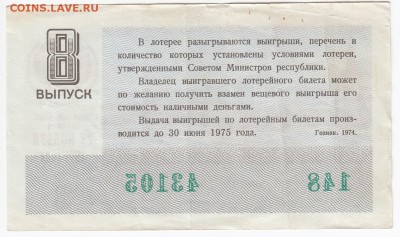 COINS.LAVE.RU
8
ВЫПУСК
В лотерее разыгрываются выигрыши, перечень и
количество которых установлены условиями лотереи,
утвержденными Советом Министров республики.
Владелец выигравшего лотерейного билета может
по желанию получить взамен вещевого выигрыша его
стоимость наличными деньгами.
Выдача выигрышей по лотерейным билетам произ-
водится до 30 июня 1975 года.
Гознак. 1974.
43105
148